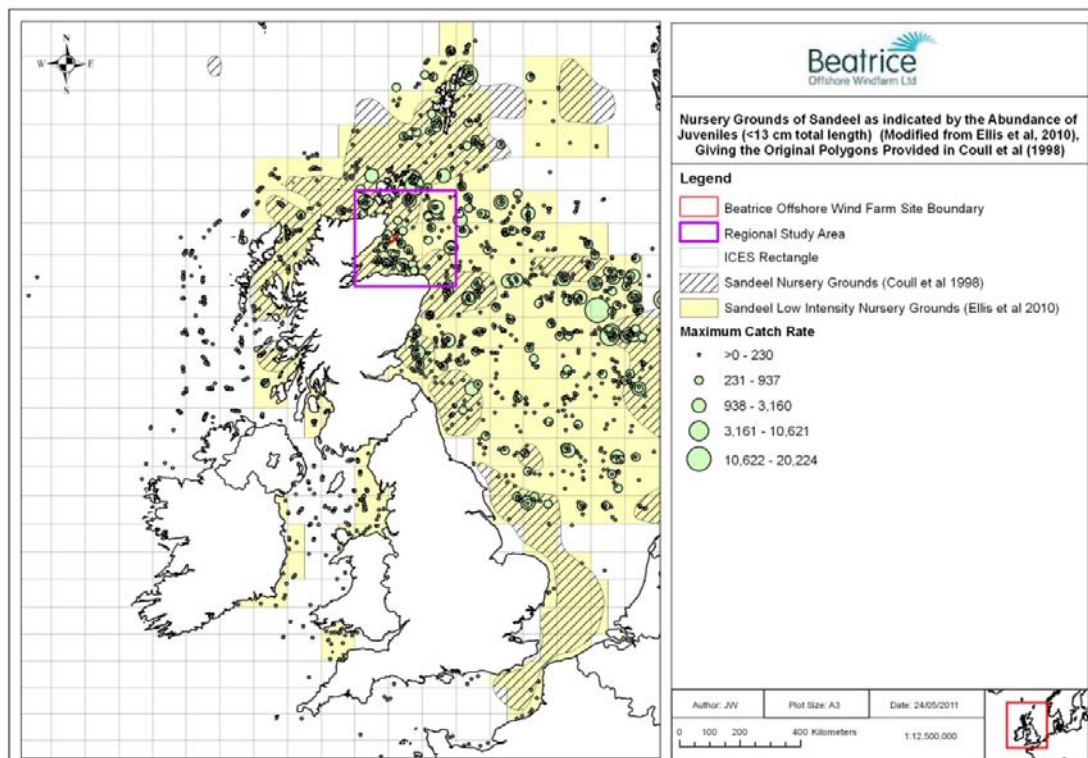 N
W E
S
Beatrice
Offshore Windfarm Ltd
Nursery Grounds of Sandeel as indicated by the Abundance of
Juveniles (<13 cm total length) (Modified from Ellis et al, 2010),
Giving the Original Polygons Provided in Coull et al (1998)
Legend
Beatrice Offshore Wind Farm Site Boundary
Regional Study Area
ICES Rectangle
Sandeel Nursery Grounds (Coull et al 1998)
Sandeel Low Intensity Nursery Grounds (Ellis et al 2010)
Maximum Catch Rate
>0 - 230
231 - 937
938 - 3,160
3,161 - 10,621
10,622 - 20,224
Author: JW Plot Size: A3 Date: 24/05/2011
0 100 200 400 Kilometers 1:12,500,000